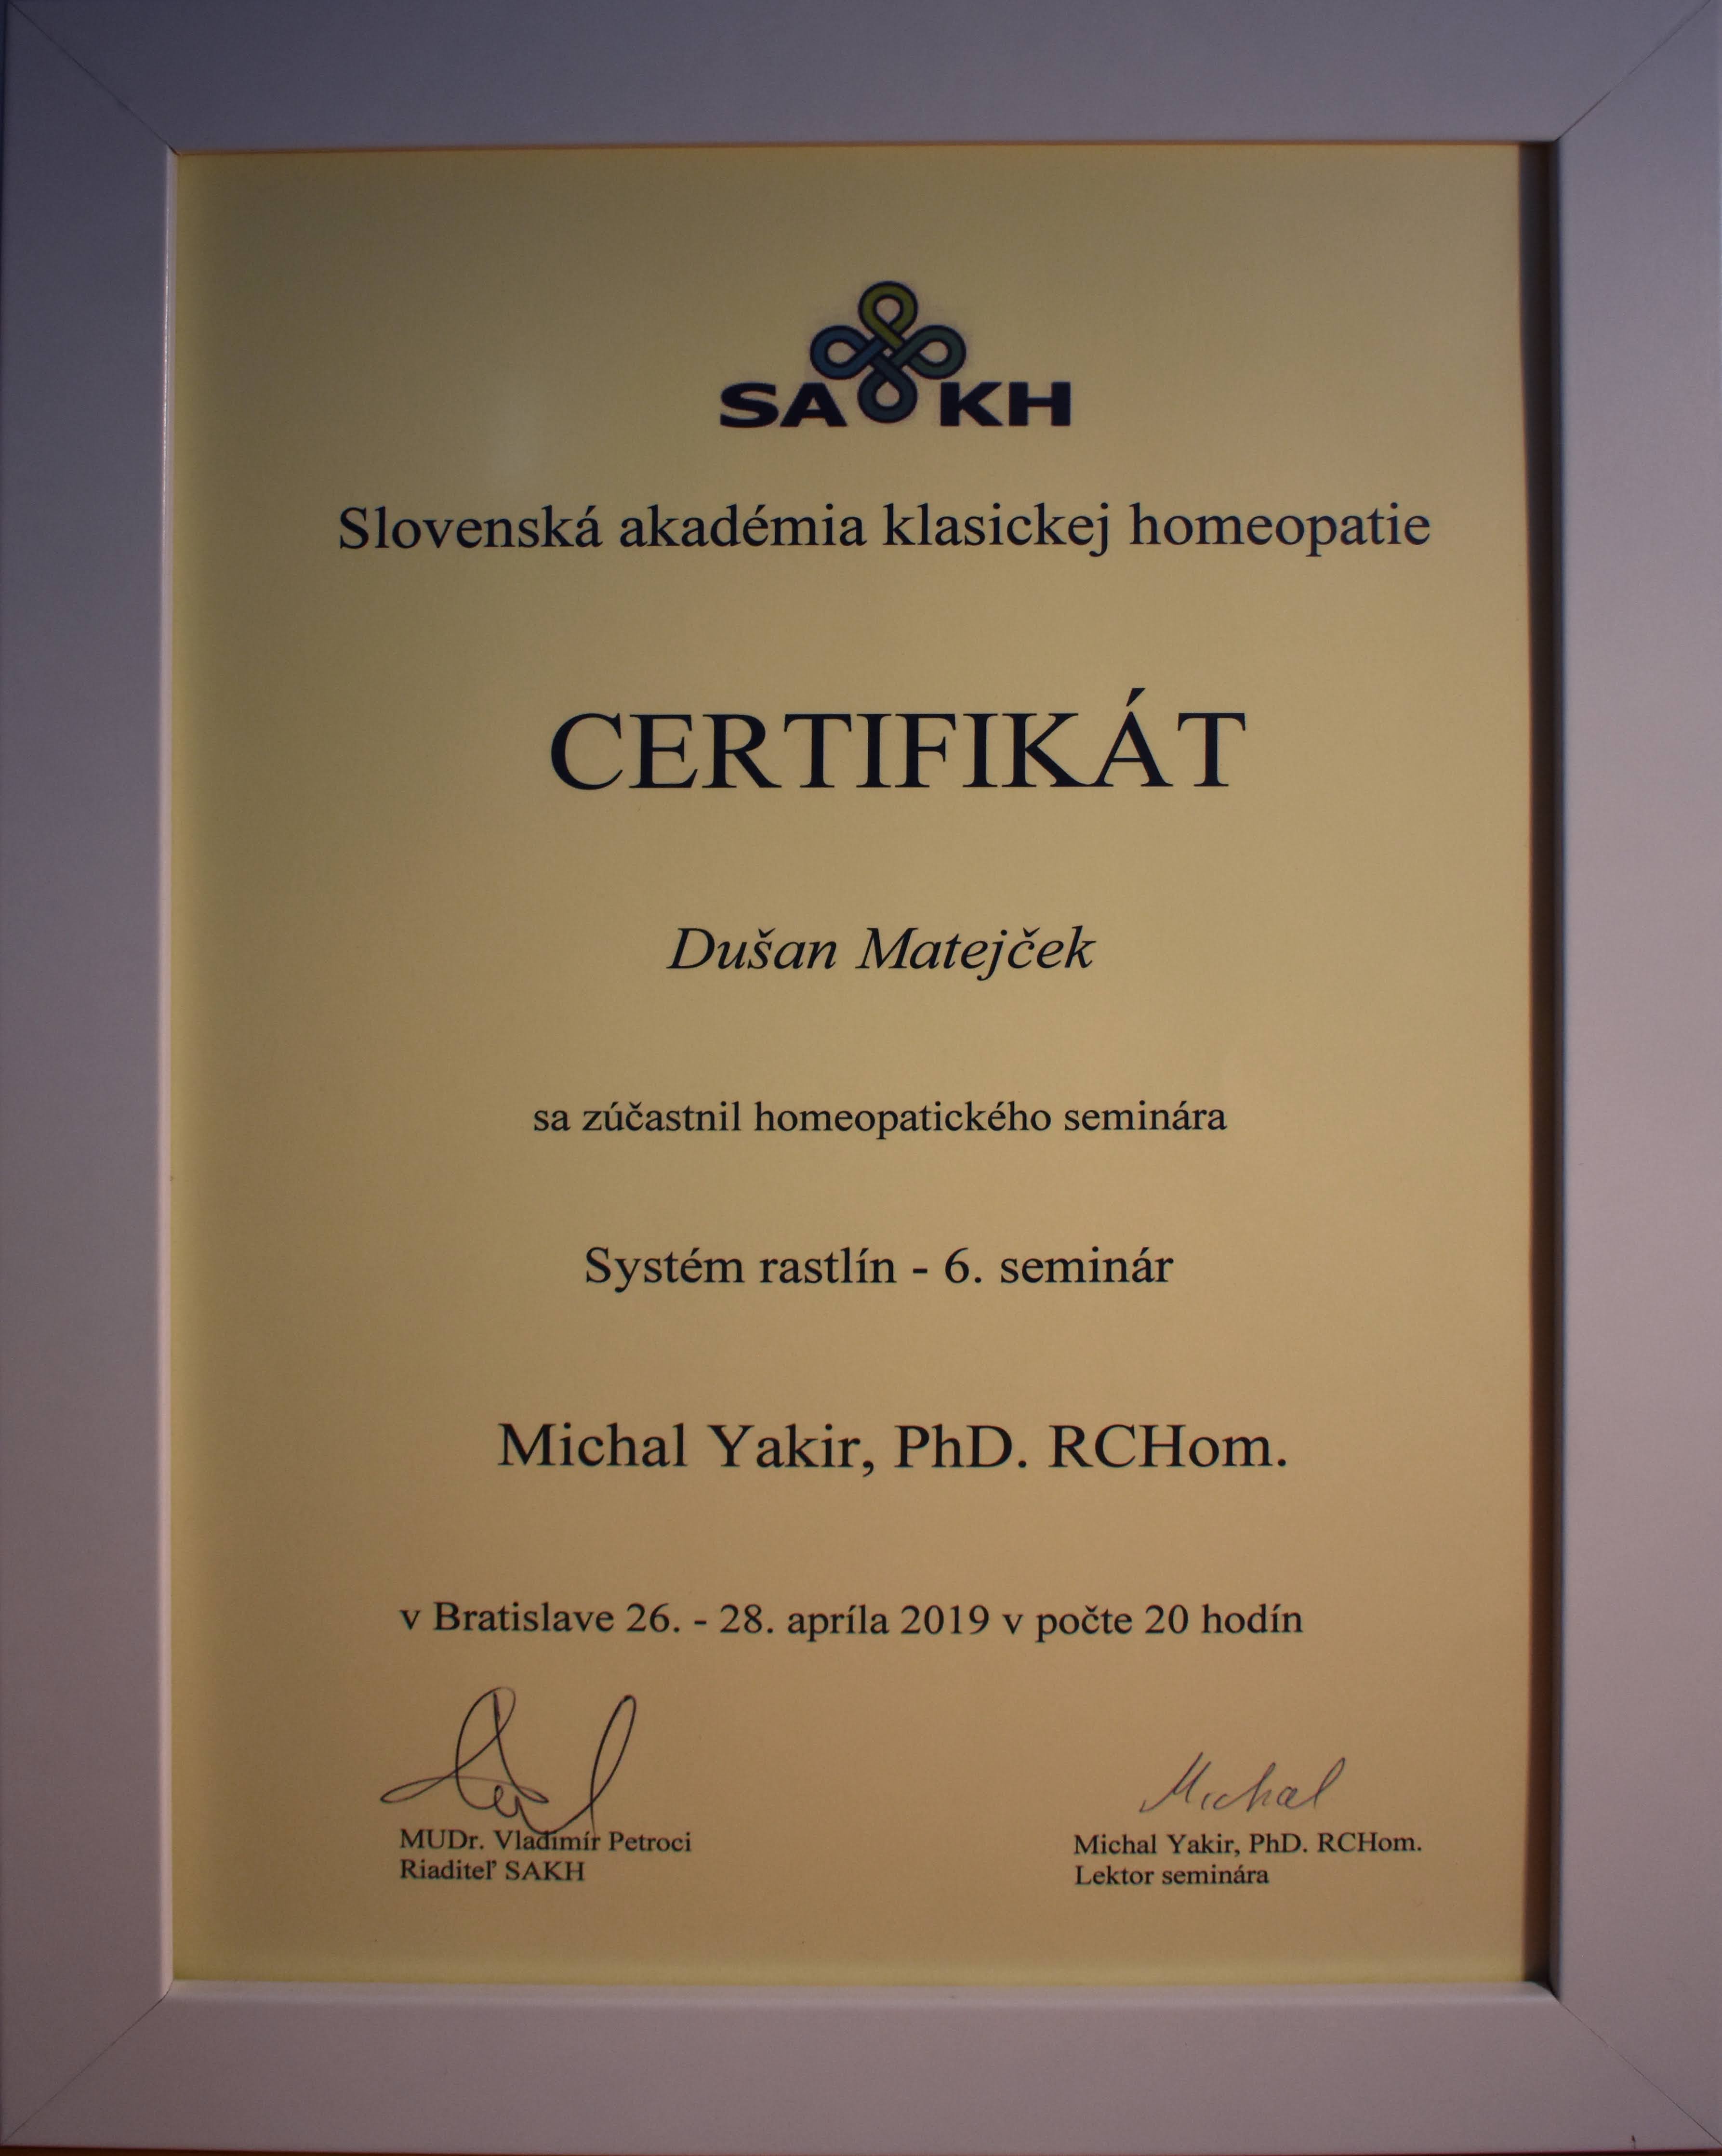 SAKH
Slovenská akadémia klasickej homeopatie
CERTIFIKÁT
Dušan Matejček
sa zúčastnil homeopatického seminára
Systém rastlín - 6. seminár
Michal Yakir, PhD. RCHom.
v Bratislave 26. - 28. apríla 2019 v počte 20 hodín
Michal
MUDr. Vladimír Petroci
Riaditeľ SAKH
Michal Yakir, PhD. RCHom.
Lektor seminára